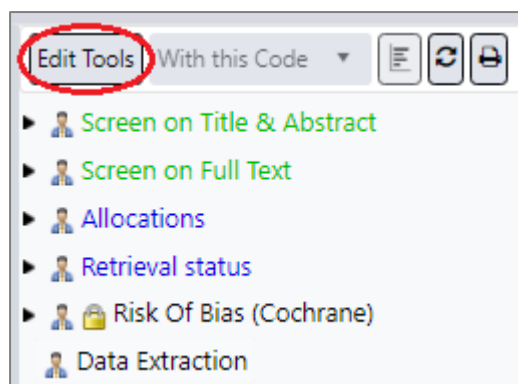 Edit Tools With this Code
Screen on Title & Abstract
Screen on Full Text
Allocations
Retrieval status
Risk Of Bias (Cochrane)
Data Extraction